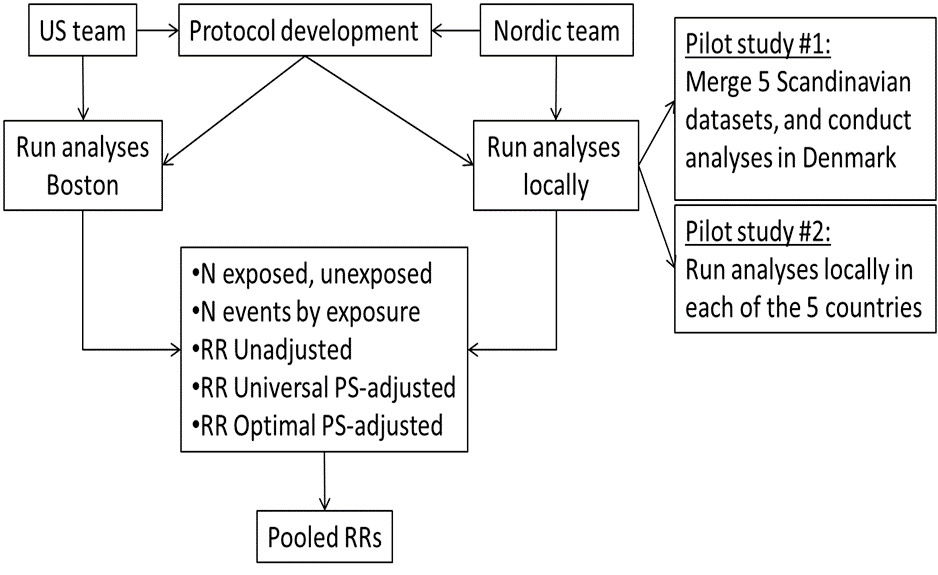 US team
Protocol development
Nordic team
Run analyses
Boston
Run analyses
locally
Pilot study #1:
Merge 5 Scandinavian
datasets, and conduct
analyses in Denmark
Pilot study #2:
Run analyses locally in
each of the 5 countries
•N exposed, unexposed
•N events by exposure
•RR Unadjusted
•RR Universal PS-adjusted
•RR Optimal PS-adjusted
Pooled RRs